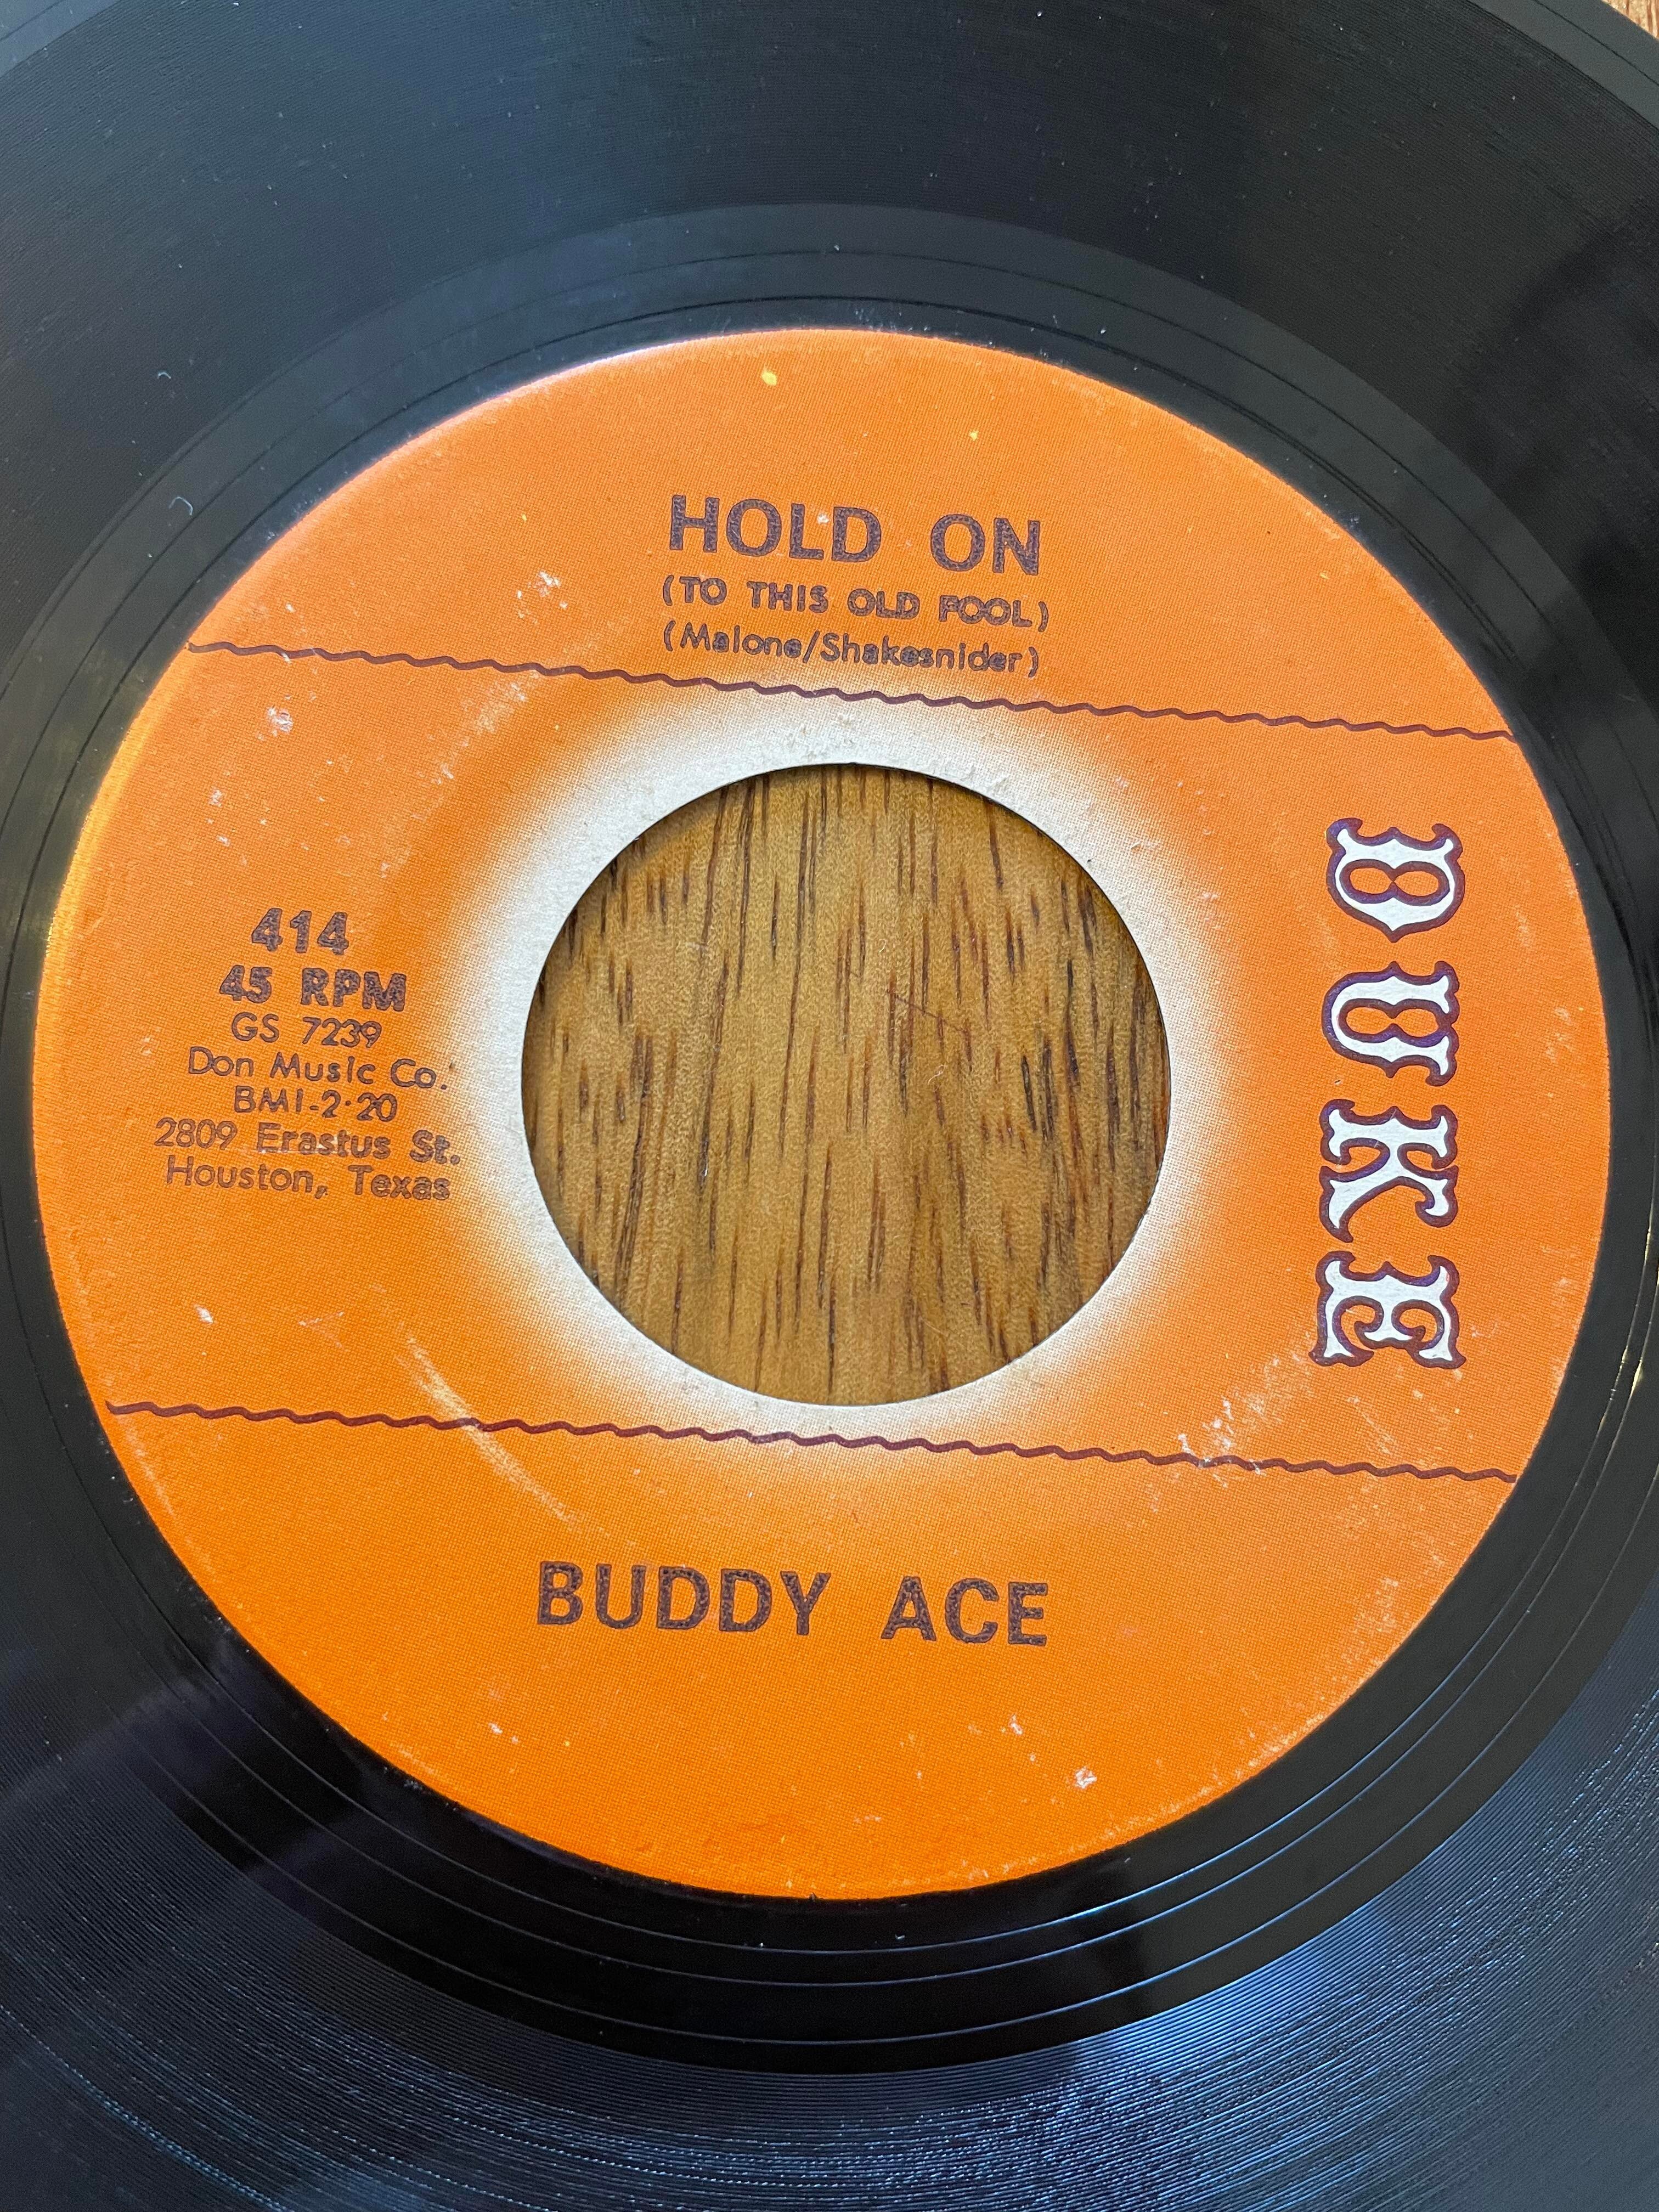 HOLD ON
(TO THIS OLD FOOL)
(Malone/Shakesnider)
DUKE
414
45 RPM
GS 7239
Don Music Co.
BMI-2·20
2809 Erastus St.
Houston, Texas
BUDDY ACE